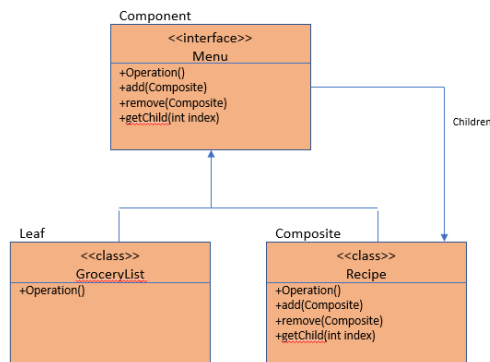 Component
<<interface>>
Menu
+Operation()
+add(Composite)
+remove(Composite)
+getChild(int index)
Children
Leaf
<<class>>
GroceryList
+Operation()
Composite
<<class>>
Recipe
+Operation()
+add(Composite)
+remove(Composite)
+getChild(int index)